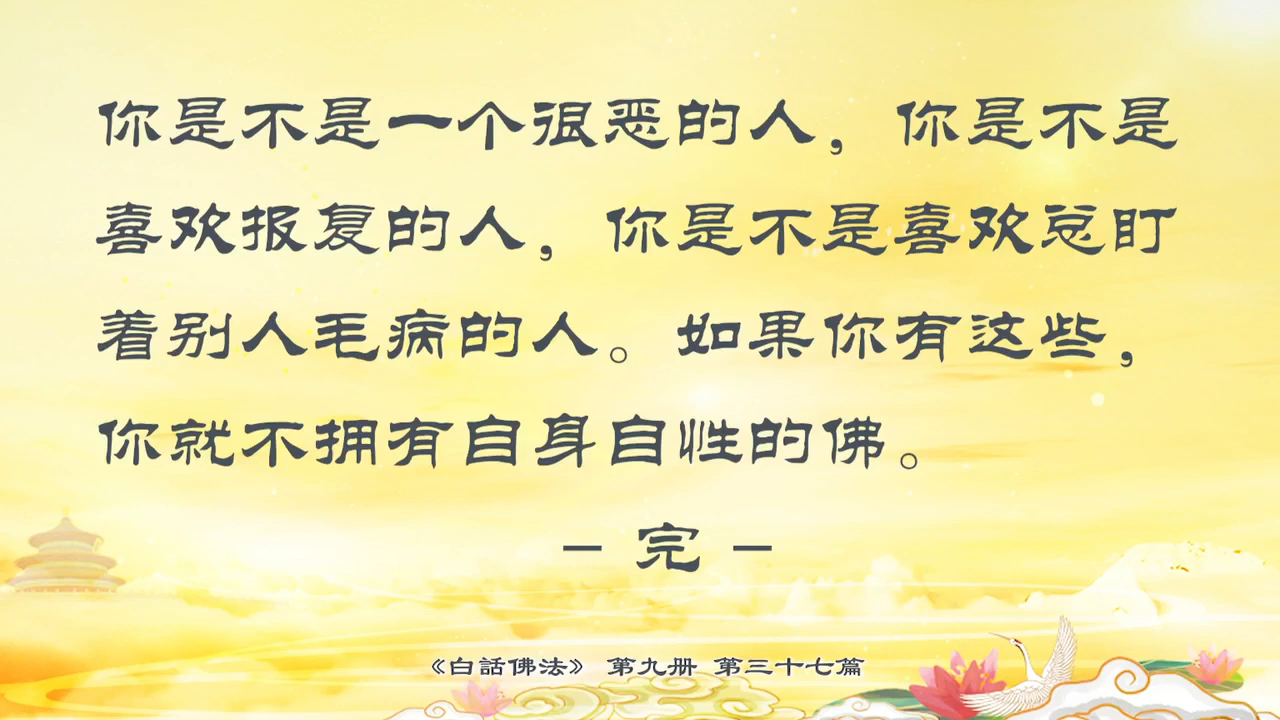 你是不是一个很恶的人，你是不是
喜欢报复的人，你是不是喜欢总盯
着别人毛病的人。如果你有这些，
你就不拥有自身自性的佛。
— 完 —
《白話佛法》 第九册 第三十七篇